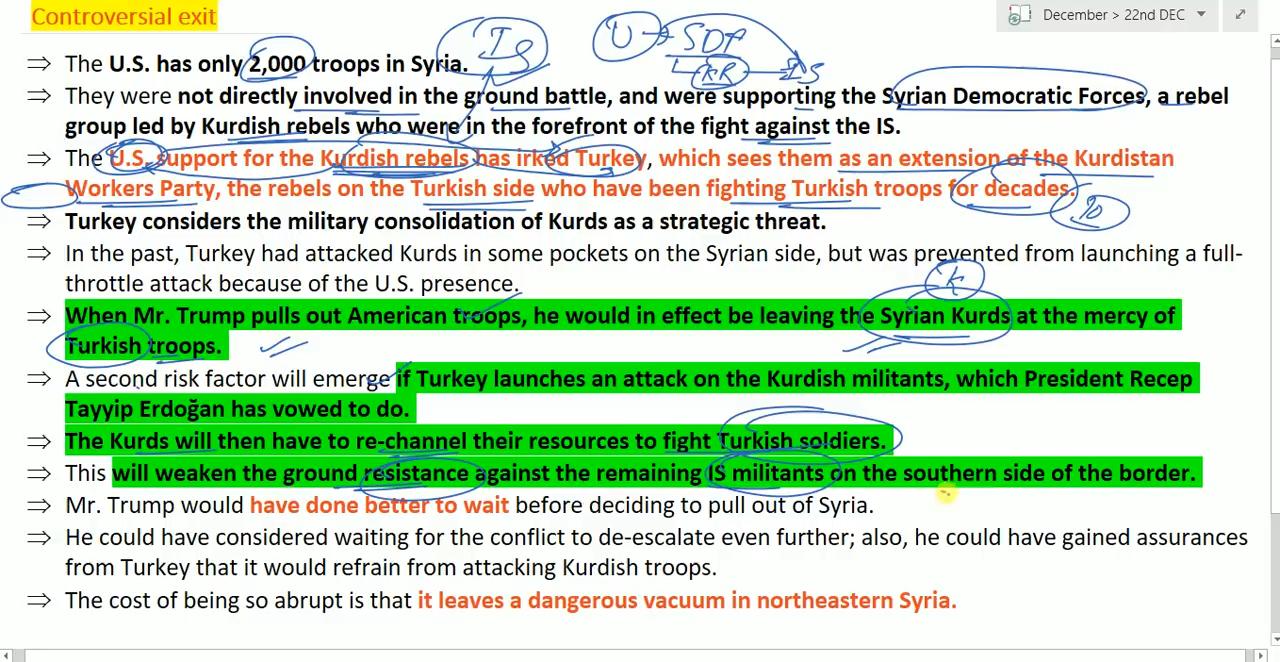 Controversial exit
December > 22nd DEC
⇒ The U.S. has only 2,000 troops in Syria.
IS
U → SDF
KR → IS
⇒ They were not directly involved in the ground battle, and were supporting the Syrian Democratic Forces, a rebel
group led by Kurdish rebels who were in the forefront of the fight against the IS.
⇒ The U.S. support for the Kurdish rebels has irked Turkey, which sees them as an extension of the Kurdistan
Workers Party, the rebels on the Turkish side who have been fighting Turkish troops for decades.
⇒ Turkey considers the military consolidation of Kurds as a strategic threat.
⇒ In the past, Turkey had attacked Kurds in some pockets on the Syrian side, but was prevented from launching a full-
throttle attack because of the U.S. presence.
K
⇒ When Mr. Trump pulls out American troops, he would in effect be leaving the Syrian Kurds at the mercy of
Turkish troops.
⇒ A second risk factor will emerge if Turkey launches an attack on the Kurdish militants, which President Recep
Tayyip Erdoğan has vowed to do.
⇒ The Kurds will then have to re-channel their resources to fight Turkish soldiers.
⇒ This will weaken the ground resistance against the remaining IS militants on the southern side of the border.
⇒ Mr. Trump would have done better to wait before deciding to pull out of Syria.
⇒ He could have considered waiting for the conflict to de-escalate even further; also, he could have gained assurances
from Turkey that it would refrain from attacking Kurdish troops.
⇒ The cost of being so abrupt is that it leaves a dangerous vacuum in northeastern Syria.